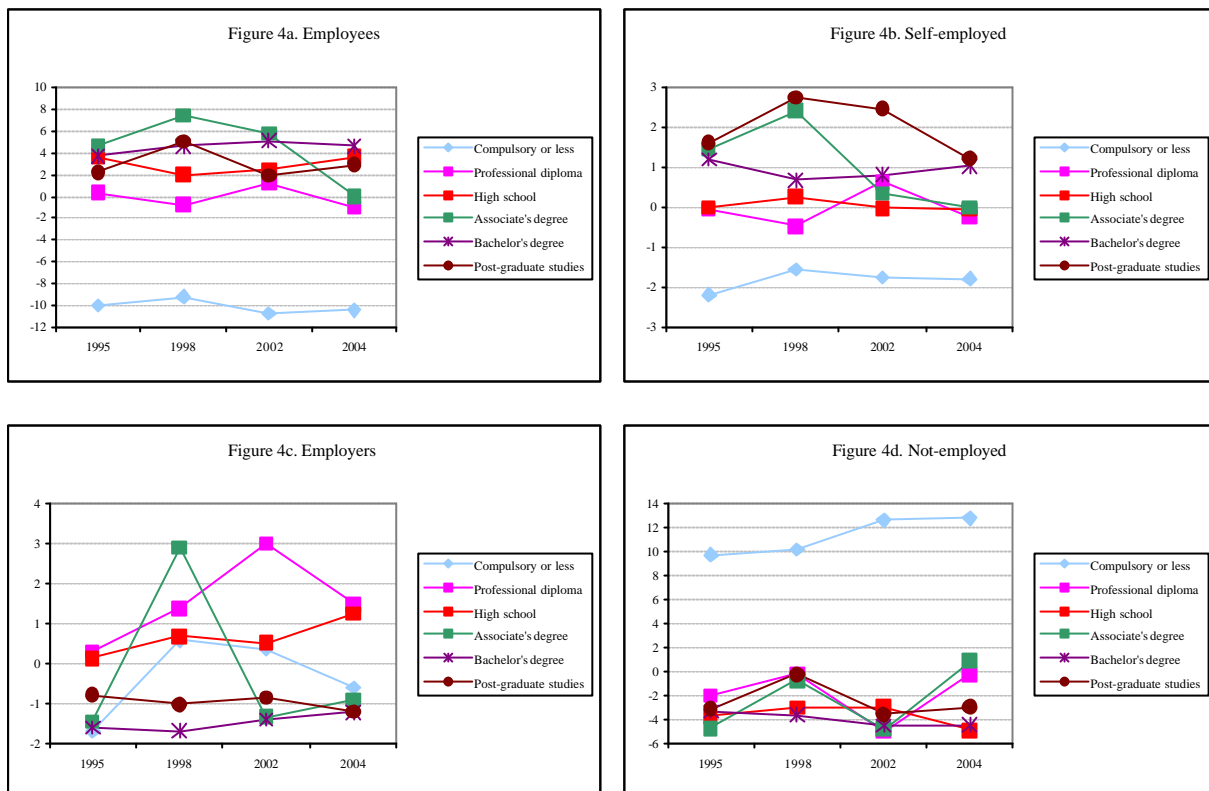 Figure 4a. Employees
10
8
6
4
2
0
-2
-4
-6
-8
-10
-12
1995 1998 2002 2004
Compulsory or less
Professional diploma
High school
Associate's degree
Bachelor's degree
Post-graduate studies
Figure 4b. Self-employed
3
2
1
0
-1
-2
-3
1995 1998 2002 2004
Compulsory or less
Professional diploma
High school
Associate's degree
Bachelor's degree
Post-graduate studies
Figure 4c. Employers
4
3
2
1
0
-1
-2
1995 1998 2002 2004
Compulsory or less
Professional diploma
High school
Associate's degree
Bachelor's degree
Post-graduate studies
Figure 4d. Not-employed
14
12
10
8
6
4
2
0
-2
-4
-6
1995 1998 2002 2004
Compulsory or less
Professional diploma
High school
Associate's degree
Bachelor's degree
Post-graduate studies